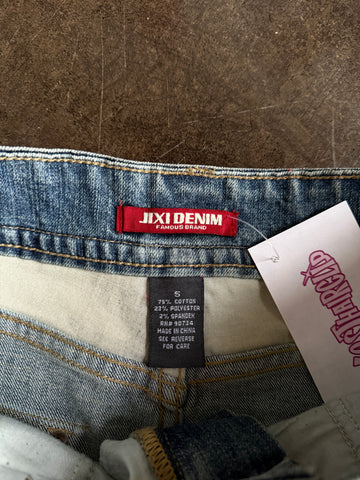 JIXI DENIM
FAMOUS BRAND
S
75% COTTON
23% POLYESTER
2% SPANDEX
RN# 90734
MADE IN CHINA
SEE REVERSE
FOR CARE